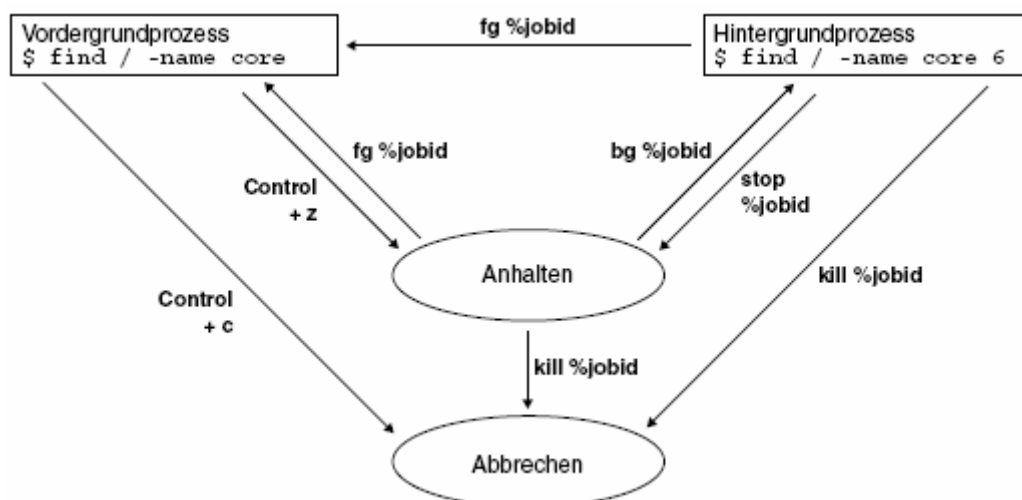 Vordergrundprozess
$ find / -name core
fg %jobid
Hintergrundprozess
$ find / -name core 6
fg %jobid
bg %jobid
Control
+ z
stop
%jobid
Anhalten
Control
+ c
kill %jobid
kill %jobid
Abbrechen